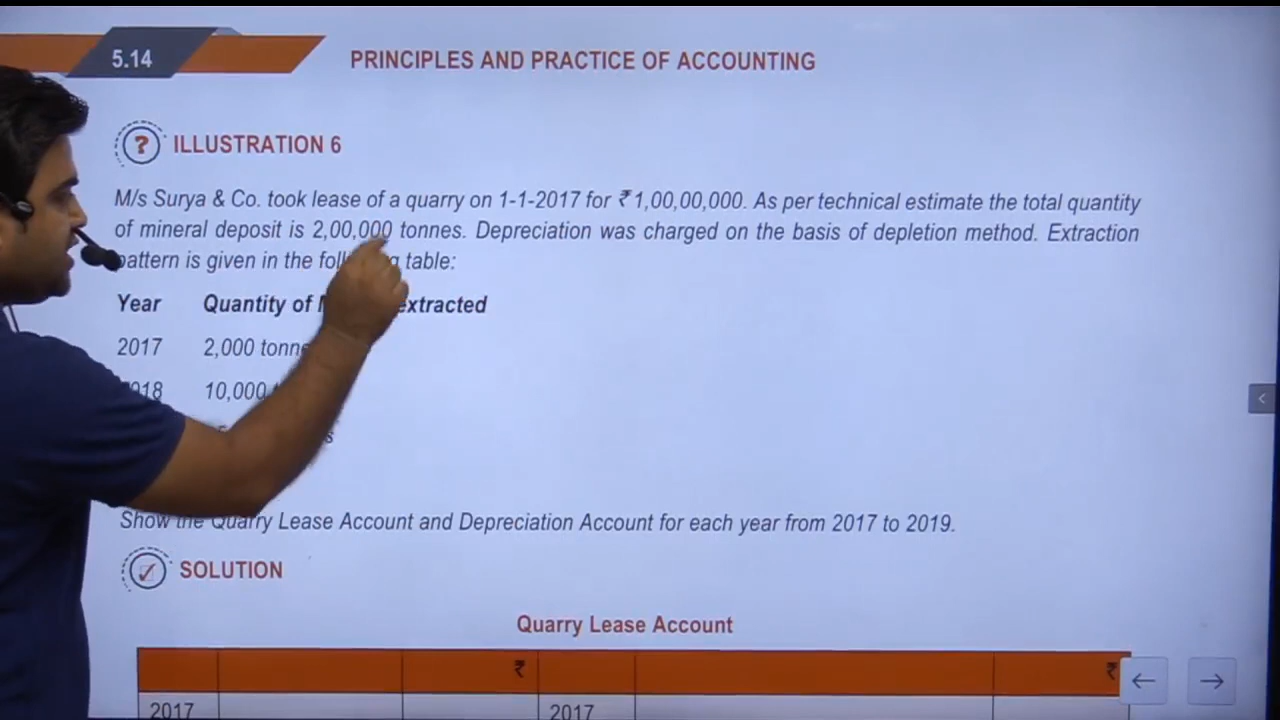 5.14
PRINCIPLES AND PRACTICE OF ACCOUNTING
? ILLUSTRATION 6
M/s Surya & Co. took lease of a quarry on 1-1-2017 for ₹ 1,00,00,000. As per technical estimate the total quantity
of mineral deposit is 2,00,000 tonnes. Depreciation was charged on the basis of depletion method. Extraction
pattern is given in the table:
Year Quantity of
2017 2,000
10,000
Show the Quarry Lease Account and Depreciation Account for each year from 2017 to 2019.
SOLUTION
Quarry Lease Account
₹ ₹
2017 2017